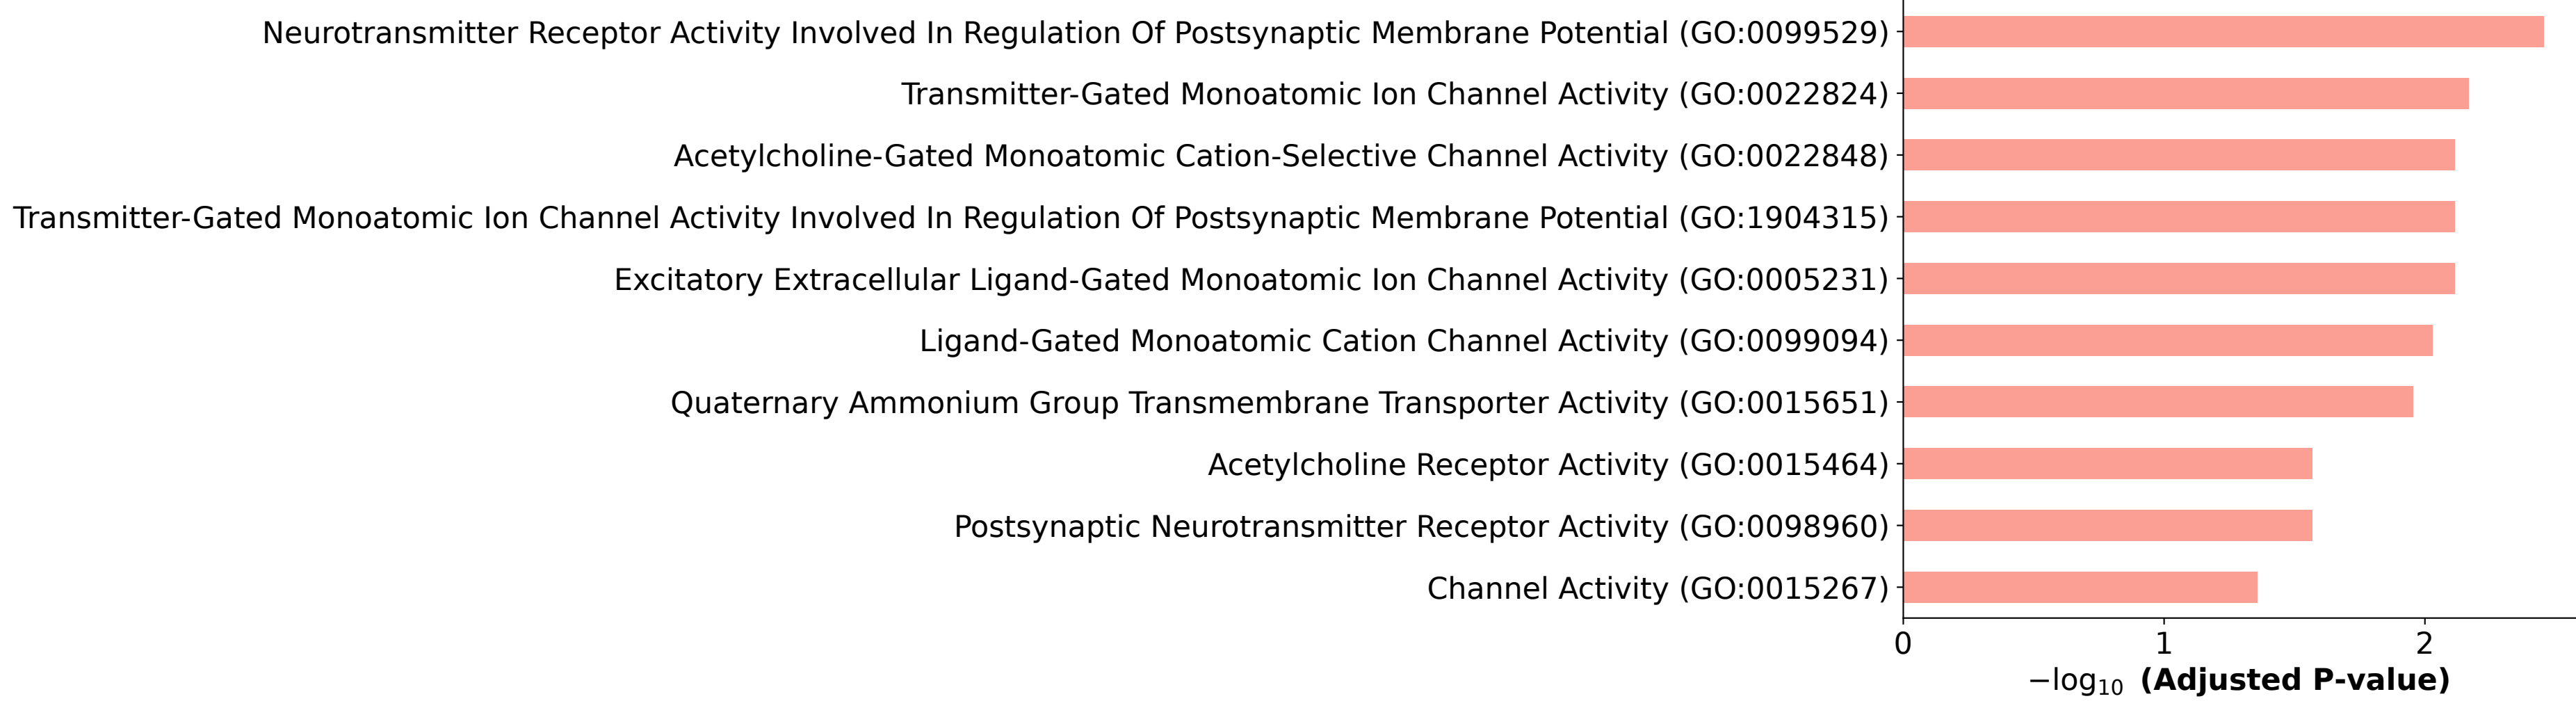 Neurotransmitter Receptor Activity Involved In Regulation Of Postsynaptic Membrane Potential (GO:0099529)
Transmitter-Gated Monoatomic Ion Channel Activity (GO:0022824)
Acetylcholine-Gated Monoatomic Cation-Selective Channel Activity (GO:0022848)
Transmitter-Gated Monoatomic Ion Channel Activity Involved In Regulation Of Postsynaptic Membrane Potential (GO:1904315)
Excitatory Extracellular Ligand-Gated Monoatomic Ion Channel Activity (GO:0005231)
Ligand-Gated Monoatomic Cation Channel Activity (GO:0099094)
Quaternary Ammonium Group Transmembrane Transporter Activity (GO:0015651)
Acetylcholine Receptor Activity (GO:0015464)
Postsynaptic Neurotransmitter Receptor Activity (GO:0098960)
Channel Activity (GO:0015267)
0 1 2
−log₁₀ (Adjusted P-value)